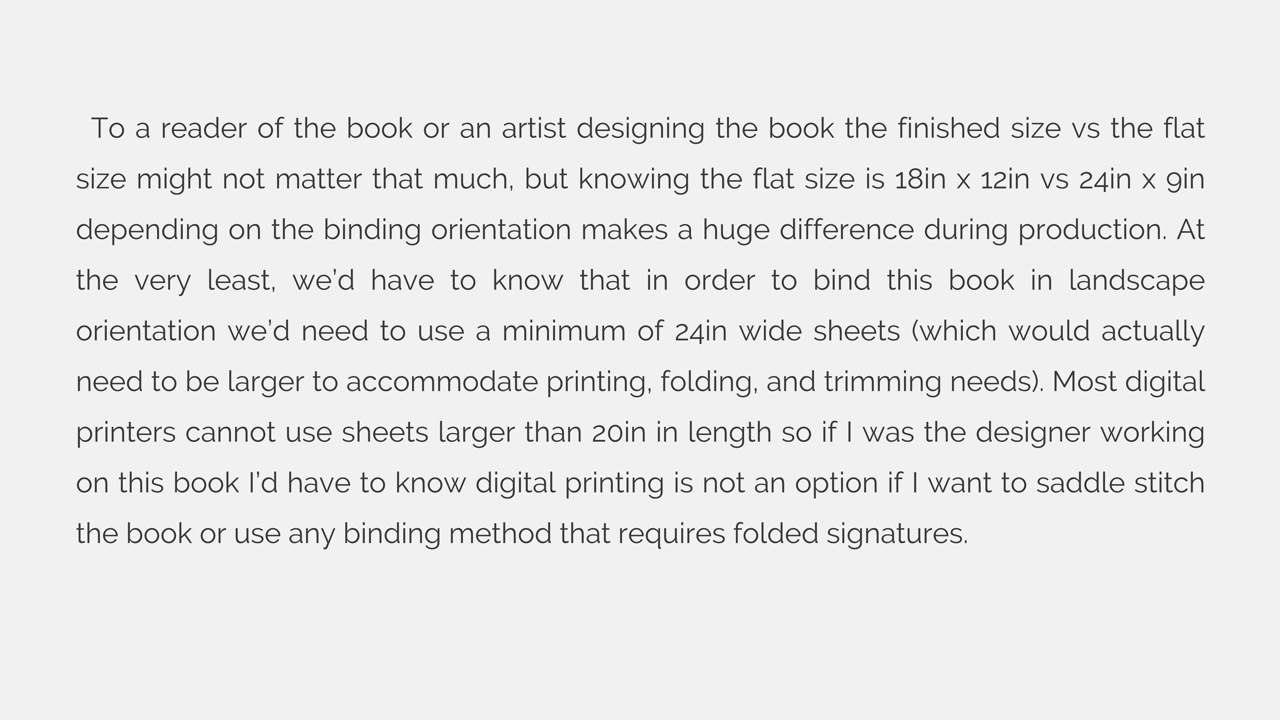 To a reader of the book or an artist designing the book the finished size vs the flat
size might not matter that much, but knowing the flat size is 18in x 12in vs 24in x 9in
depending on the binding orientation makes a huge difference during production. At
the very least, we’d have to know that in order to bind this book in landscape
orientation we’d need to use a minimum of 24in wide sheets (which would actually
need to be larger to accommodate printing, folding, and trimming needs). Most digital
printers cannot use sheets larger than 20in in length so if I was the designer working
on this book I’d have to know digital printing is not an option if I want to saddle stitch
the book or use any binding method that requires folded signatures.